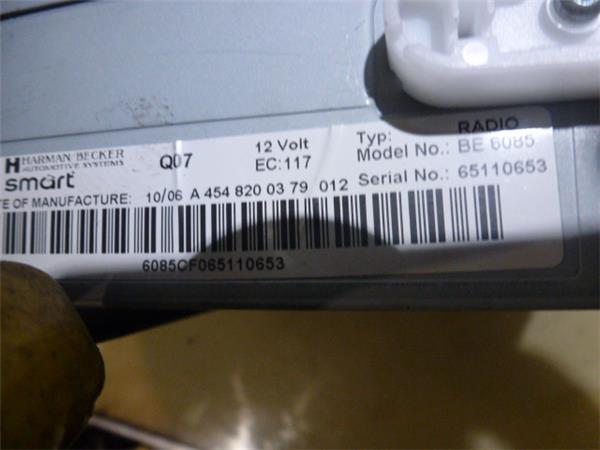 HARMAN/BECKER
AUTOMOTIVE SYSTEMS
smart
Q07
12 Volt
EC:117
Typ: RADIO
Model No.: BE 6085
TE OF MANUFACTURE: 10/06 A 454 820 03 79 012 Serial No.: 65110653
6085CF065110653